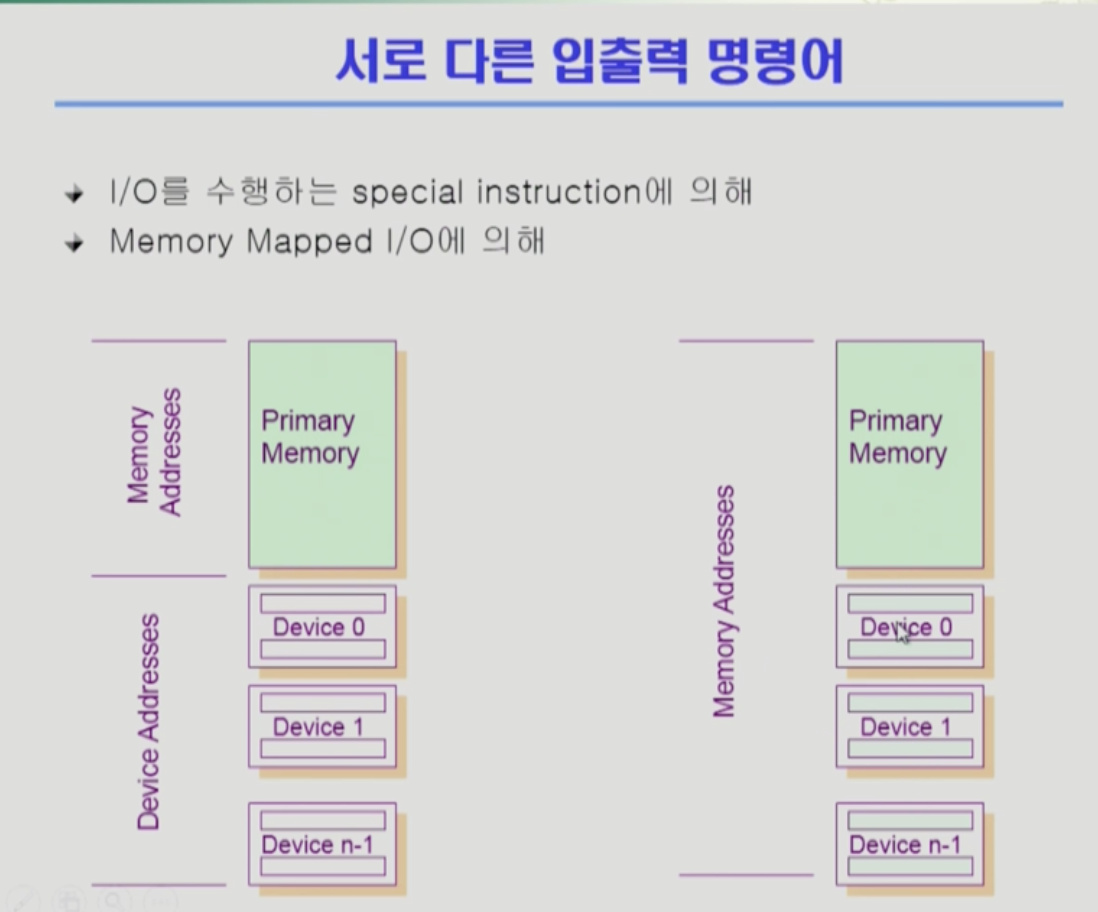 서로 다른 입출력 명령어
I/O를 수행하는 special instruction에 의해
Memory Mapped I/O에 의해
Memory
Addresses
Primary
Memory
Device Addresses
Device 0
Device 1
Device n-1
Memory Addresses
Primary
Memory
Device 0
Device 1
Device n-1